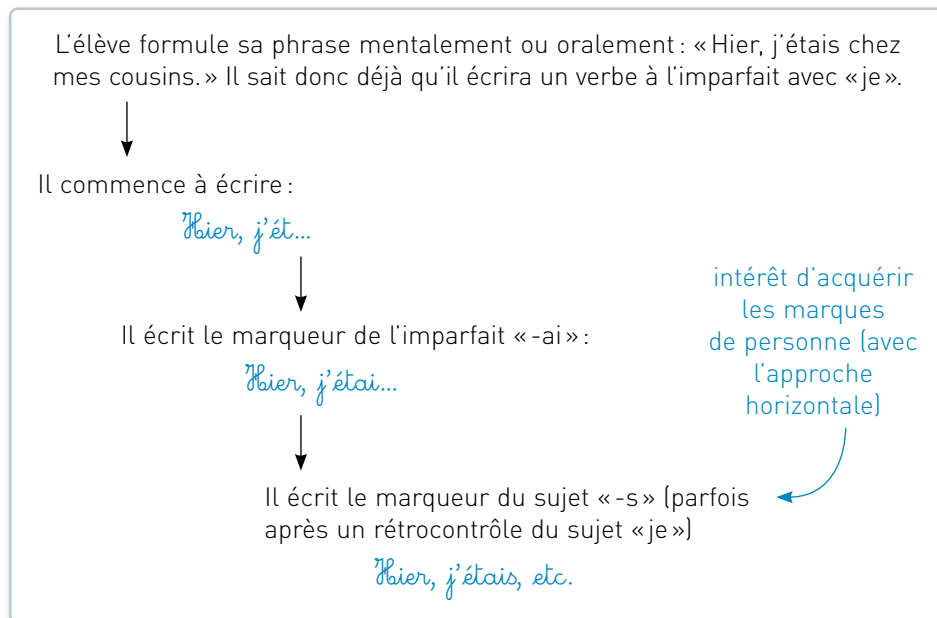 L'élève formule sa phrase mentalement ou oralement : « Hier, j'étais chez
mes cousins. » Il sait donc déjà qu'il écrira un verbe à l'imparfait avec « je ».
Il commence à écrire :
Hier, j'ét...
Il écrit le marqueur de l'imparfait « -ai » :
Hier, j'étai...
intérêt d'acquérir
les marques
de personne (avec
l'approche
horizontale)
Il écrit le marqueur du sujet « -s » (parfois
après un rétrocontrôle du sujet « je »)
Hier, j'étais, etc.